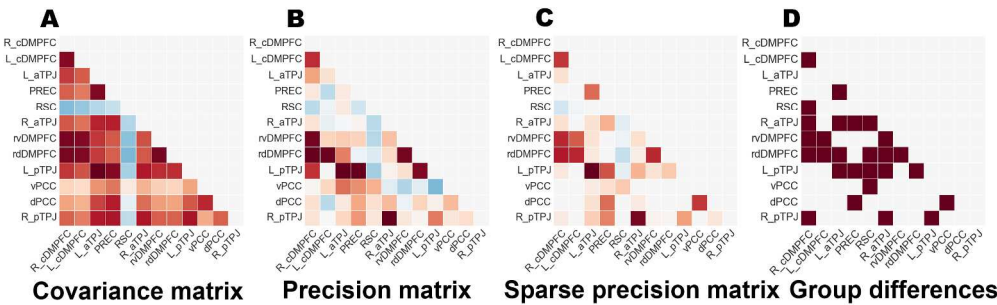 A B C D
R_cDMPFC R_cDMPFC R_cDMPFC R_cDMPFC
L_cDMPFC L_cDMPFC L_cDMPFC L_cDMPFC
L_aTPJ L_aTPJ L_aTPJ L_aTPJ
PREC PREC PREC PREC
RSC RSC RSC RSC
R_aTPJ R_aTPJ R_aTPJ R_aTPJ
rvDMPFC rvDMPFC rvDMPFC rvDMPFC
rdDMPFC rdDMPFC rdDMPFC rdDMPFC
L_pTPJ L_pTPJ L_pTPJ L_pTPJ
vPCC vPCC vPCC vPCC
dPCC dPCC dPCC dPCC
R_pTPJ R_pTPJ R_pTPJ R_pTPJ
R_cDMPFC L_cDMPFC L_aTPJ PREC RSC R_aTPJ rvDMPFC rdDMPFC L_pTPJ vPCC dPCC R_pTPJ R_cDMPFC L_cDMPFC L_aTPJ PREC RSC R_aTPJ rvDMPFC rdDMPFC L_pTPJ vPCC dPCC R_pTPJ R_cDMPFC L_cDMPFC L_aTPJ PREC RSC R_aTPJ rvDMPFC rdDMPFC L_pTPJ vPCC dPCC R_pTPJ R_cDMPFC L_cDMPFC L_aTPJ PREC RSC R_aTPJ rvDMPFC rdDMPFC L_pTPJ vPCC dPCC R_pTPJ
Covariance matrix Precision matrix Sparse precision matrix Group differences